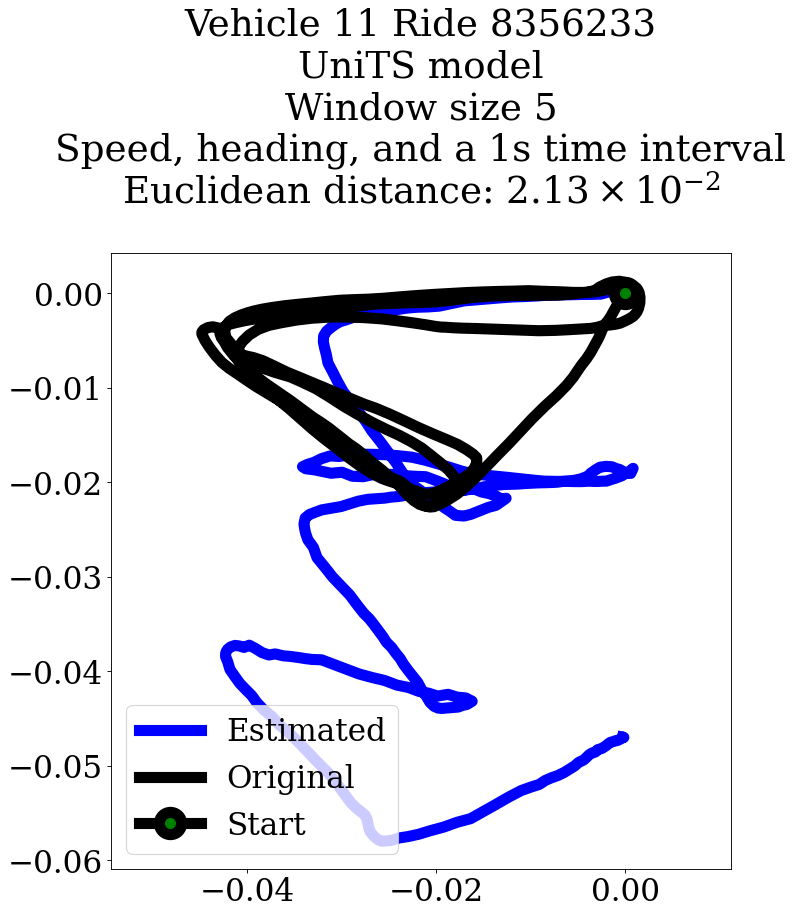 Vehicle 11 Ride 8356233
UniTS model
Window size 5
Speed, heading, and a 1s time interval
Euclidean distance: 2.13 × 10⁻²
0.00
−0.01
−0.02
−0.03
−0.04
−0.05
−0.06
Estimated
Original
Start
−0.04
−0.02
0.00